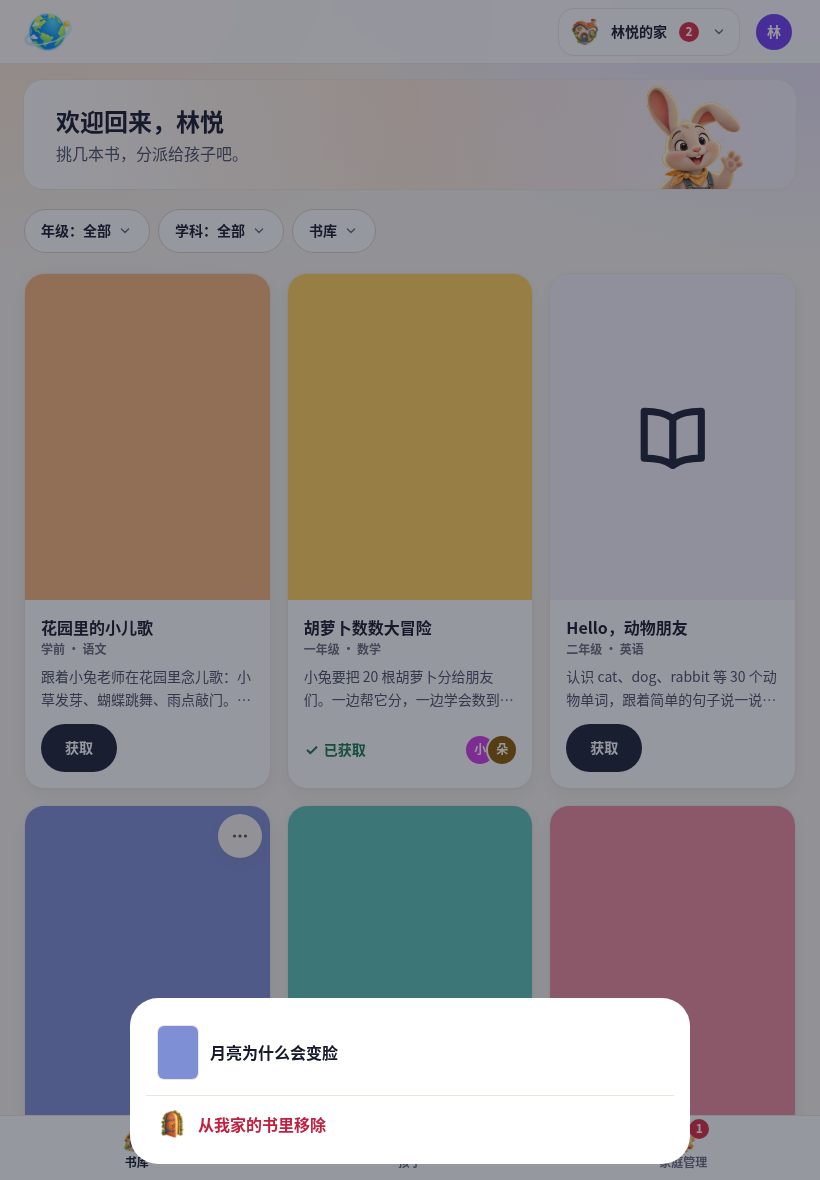 林悦的家
2
林
欢迎回来，林悦
挑几本书，分派给孩子吧。
年级：全部
学科：全部
书库
花园里的小儿歌
学前 · 语文
跟着小兔老师在花园里念儿歌：小
草发芽、蝴蝶跳舞、雨点敲门。…
获取
胡萝卜数数大冒险
一年级 · 数学
小兔要把 20 根胡萝卜分给朋友
们。一边帮它分，一边学会数到…
已获取
小
朵
Hello，动物朋友
二年级 · 英语
认识 cat、dog、rabbit 等 30 个动
物单词，跟着简单的句子说一说…
获取
月亮为什么会变脸
从我家的书里移除
1
书库
家庭管理